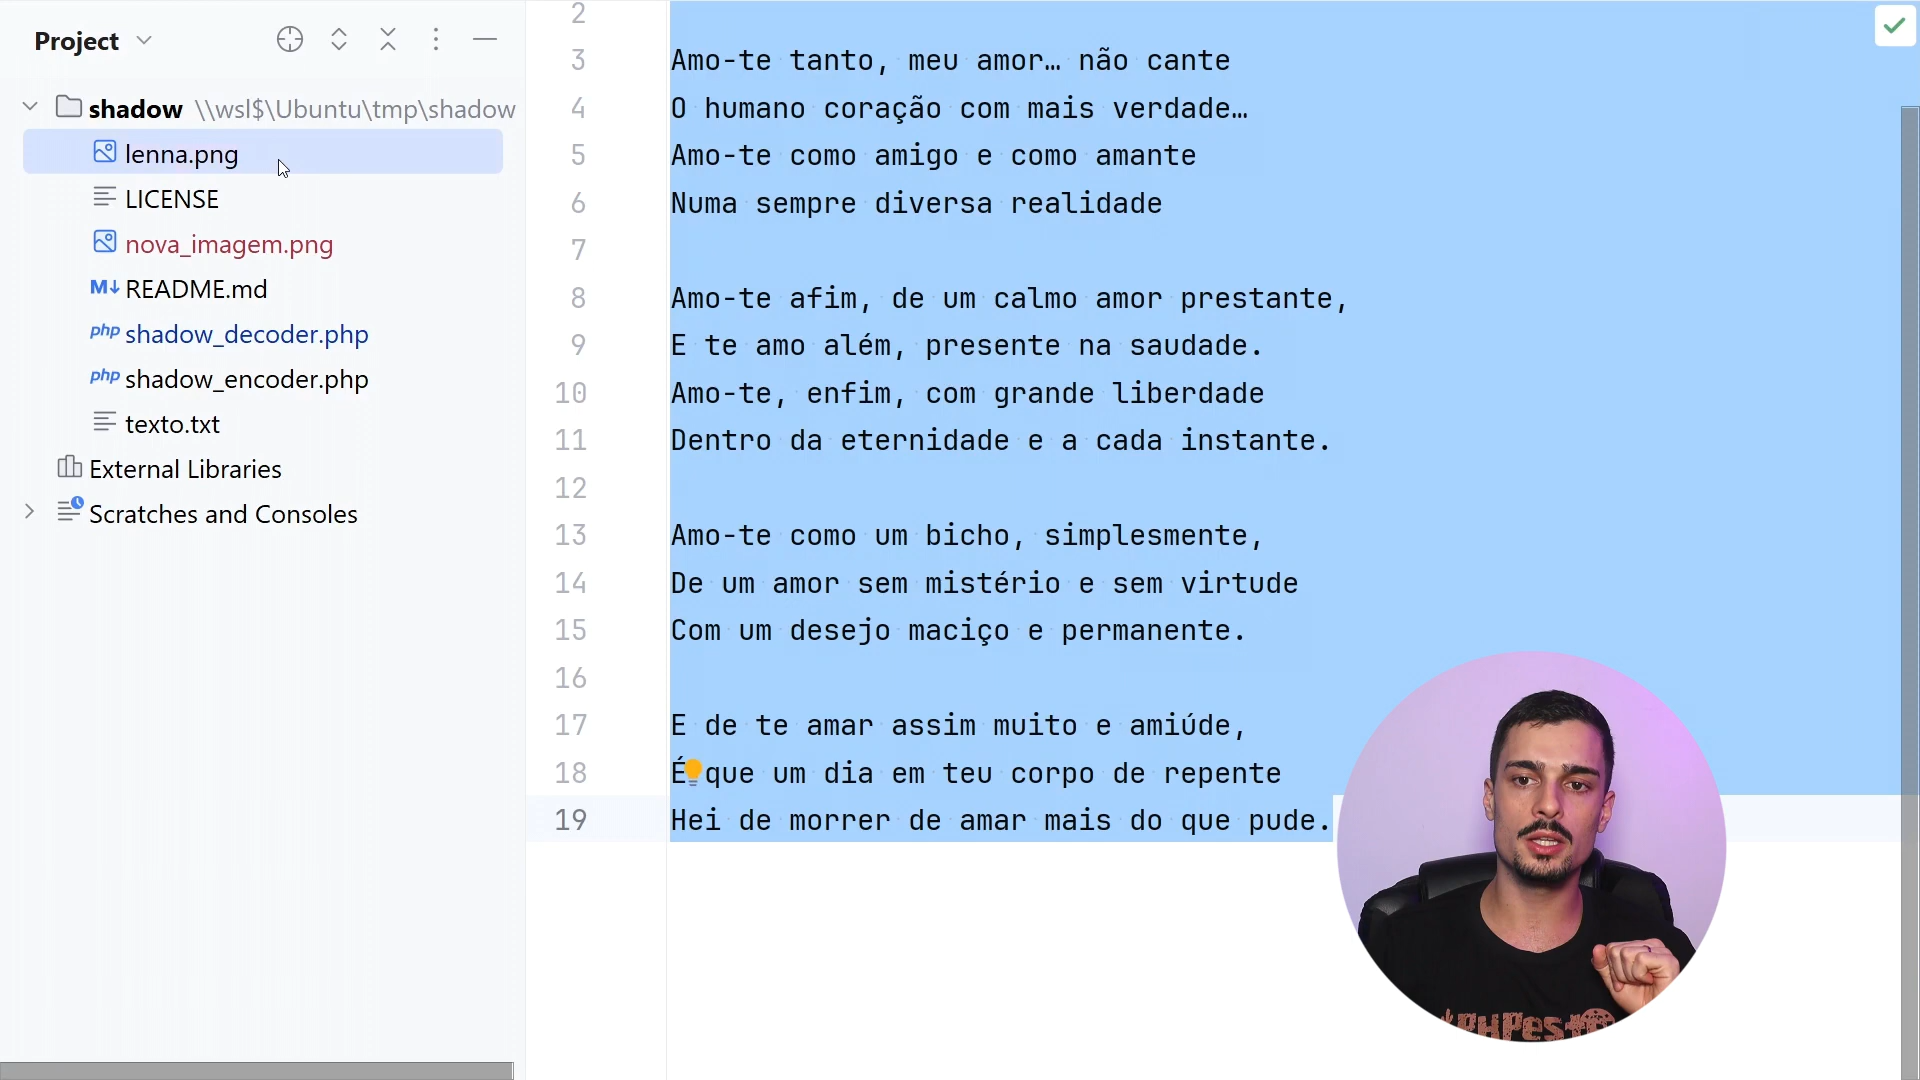 Project
shadow \\wsl$\Ubuntu\tmp\shadow
lenna.png
LICENSE
nova_imagem.png
M↓ README.md
php shadow_decoder.php
php shadow_encoder.php
texto.txt
External Libraries
Scratches and Consoles
2
3 Amo-te tanto, meu amor… não cante
4 O humano coração com mais verdade…
5 Amo-te como amigo e como amante
6 Numa sempre diversa realidade
7
8 Amo-te afim, de um calmo amor prestante,
9 E te amo além, presente na saudade.
10 Amo-te, enfim, com grande liberdade
11 Dentro da eternidade e a cada instante.
12
13 Amo-te como um bicho, simplesmente,
14 De um amor sem mistério e sem virtude
15 Com um desejo maciço e permanente.
16
17 E de te amar assim muito e amiúde,
18 É que um dia em teu corpo de repente
19 Hei de morrer de amar mais do que pude.